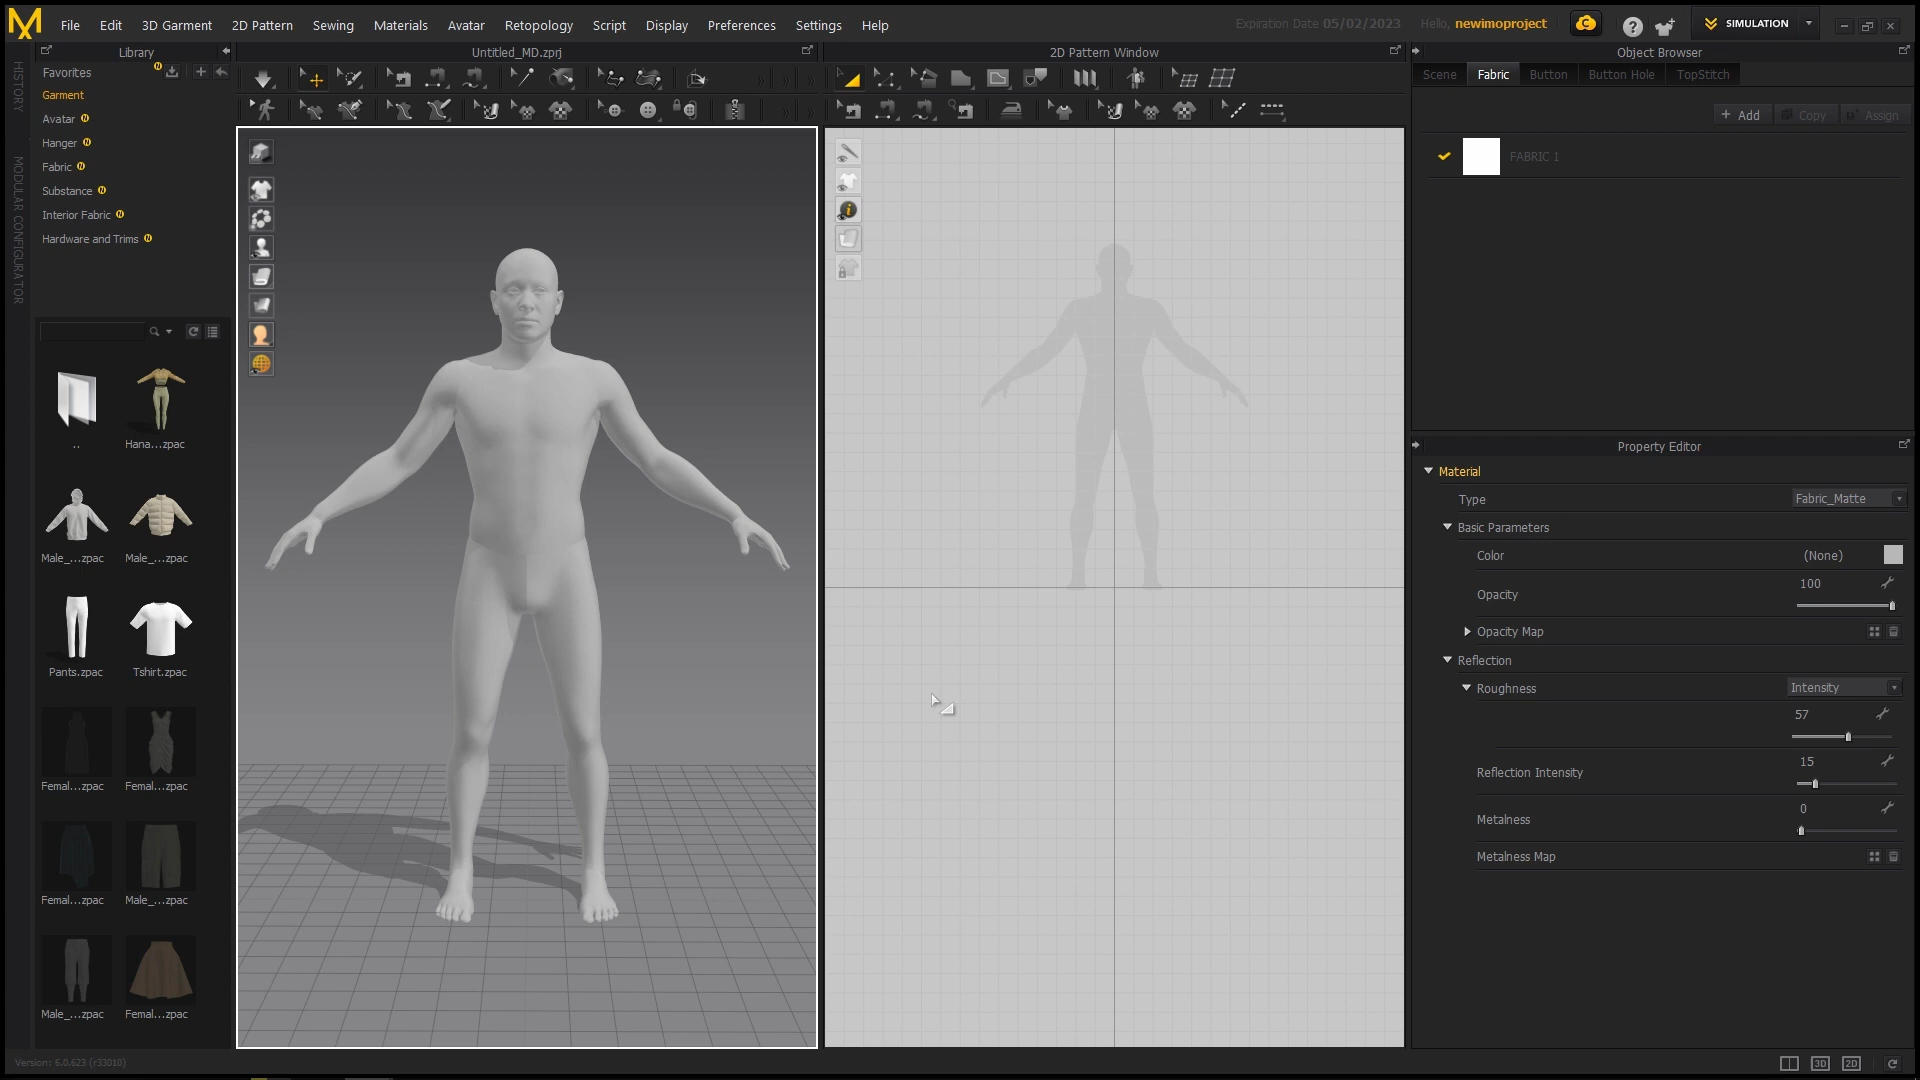 File Edit 3D Garment 2D Pattern Sewing Materials Avatar Retopology Script Display Preferences Settings Help
Expiration Date 05/02/2023 Hello, newimoproject SIMULATION
Library
Untitled_MD.zprj
2D Pattern Window
Object Browser
HISTORY
MODULAR CONFIGURATOR
Favorites
Garment
Avatar
Hanger
Fabric
Substance
Interior Fabric
Hardware and Trims
..
Hana...zpac
Male_...zpac
Male_...zpac
Pants.zpac
Tshirt.zpac
Femal...zpac
Femal...zpac
Femal...zpac
Male_...zpac
Male_...zpac
Femal...zpac
Scene Fabric Button Button Hole TopStitch
+ Add Copy Assign
FABRIC 1
Property Editor
Material
Type Fabric_Matte
Basic Parameters
Color (None)
Opacity 100
Opacity Map
Reflection
Roughness Intensity
57
Reflection Intensity 15
Metalness 0
Metalness Map
Version: 6.0.623 (r33010)
3D 2D